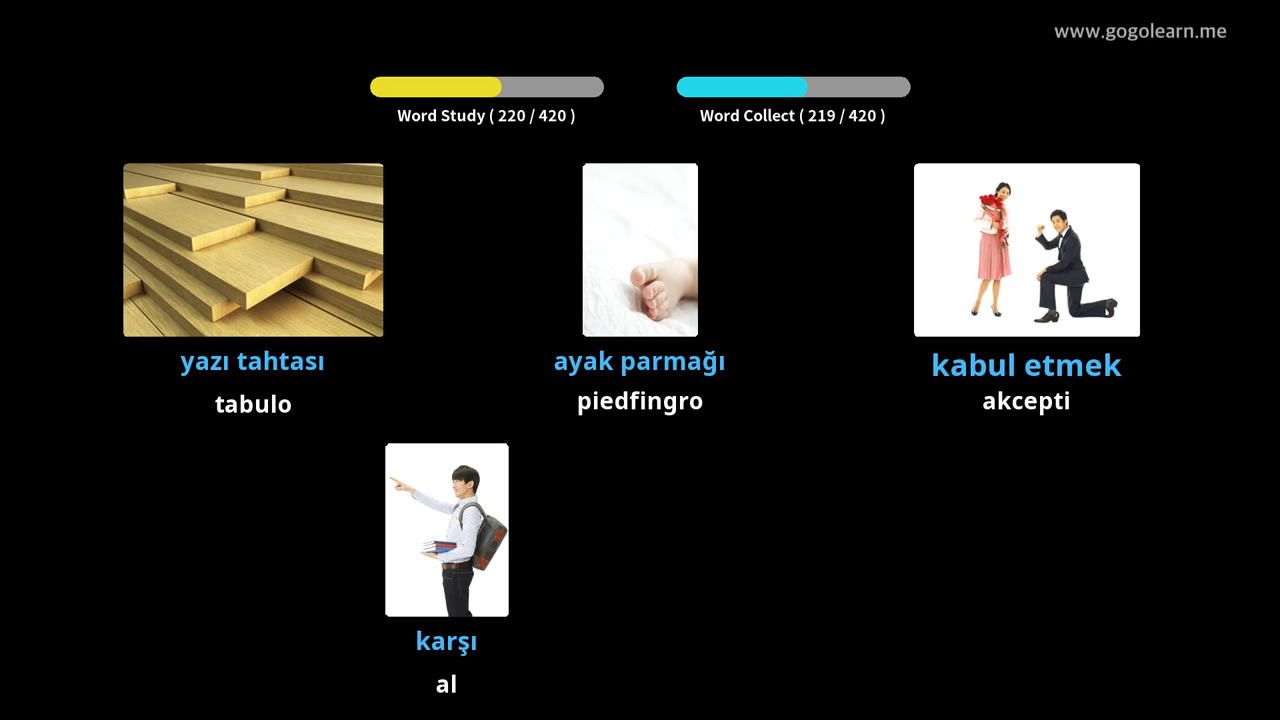 www.gogolearn.me
Word Study ( 220 / 420 )
Word Collect ( 219 / 420 )
yazı tahtası
tabulo
ayak parmağı
piedfingro
kabul etmek
akcepti
karşı
al